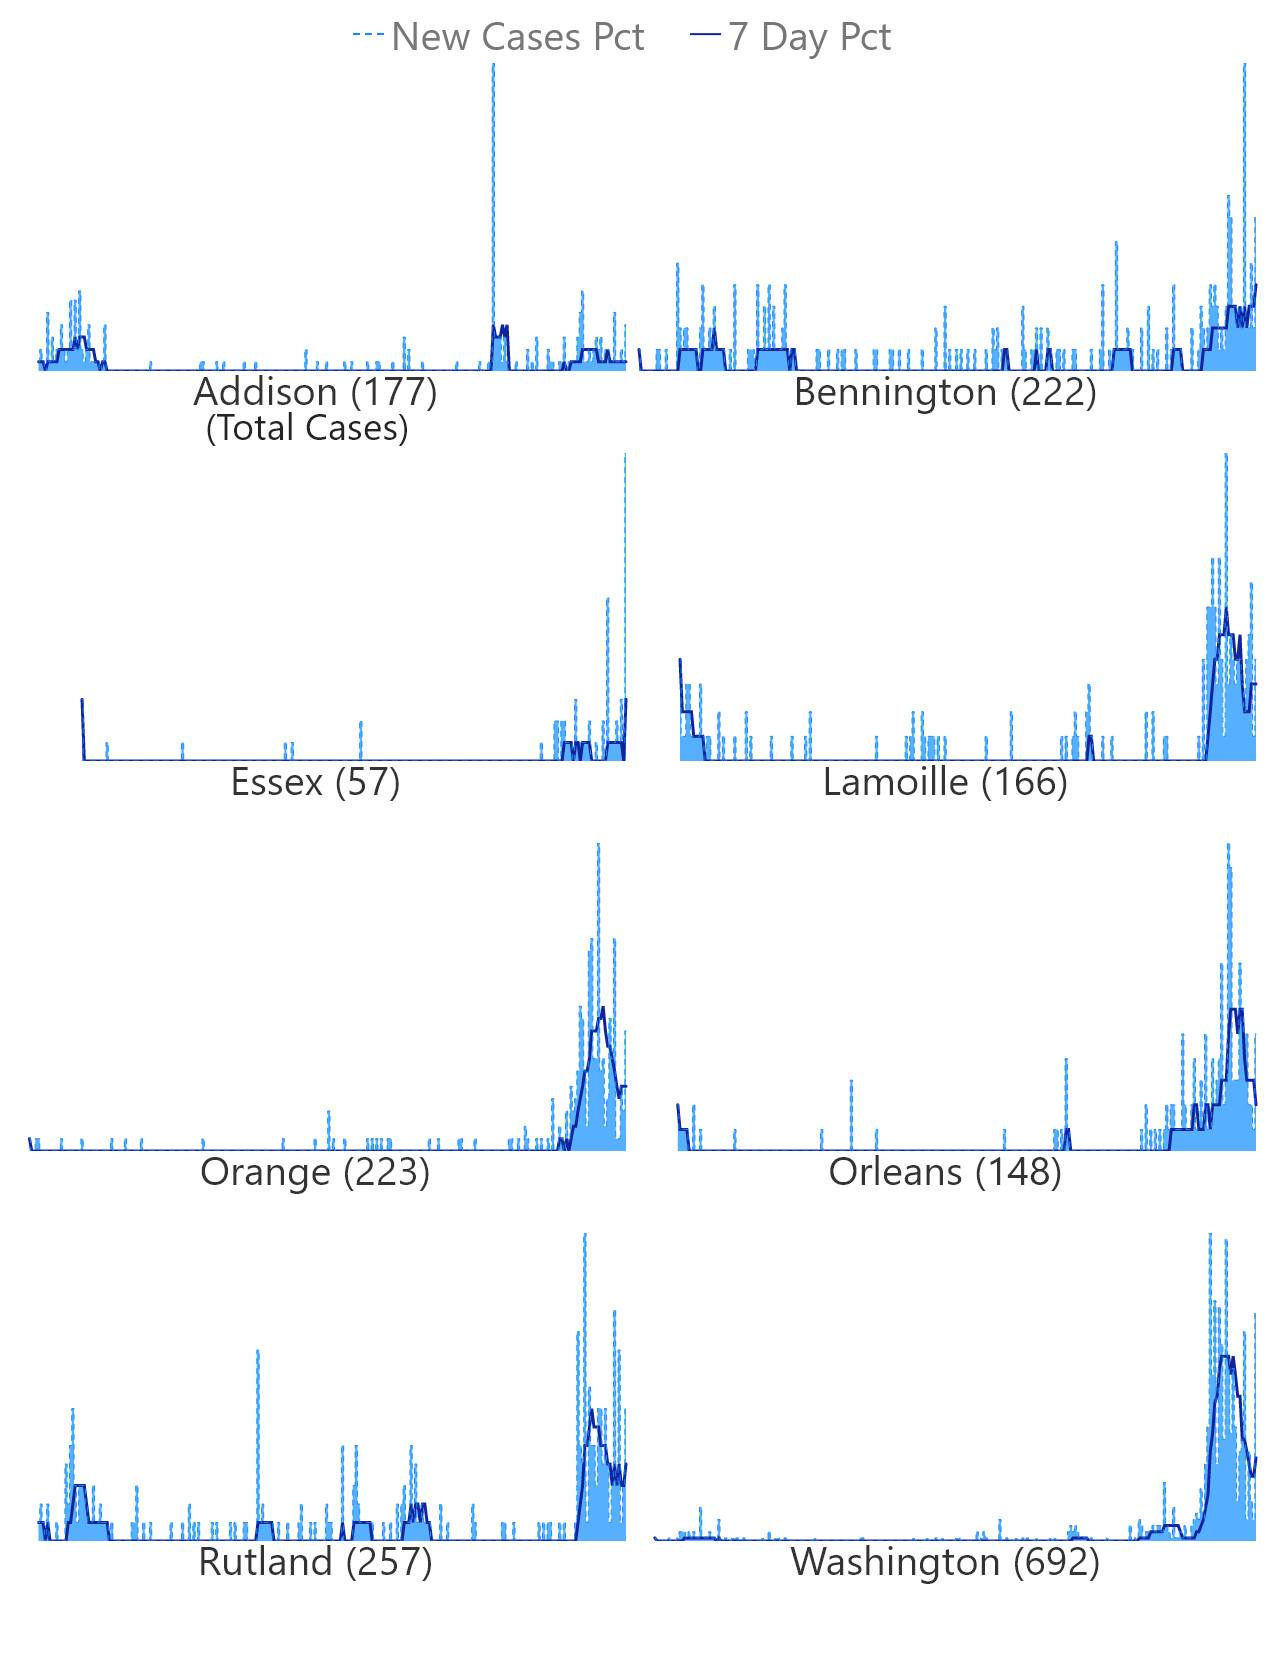 New Cases Pct 7 Day Pct
Addison (177) Bennington (222)
(Total Cases)
Essex (57) Lamoille (166)
Orange (223) Orleans (148)
Rutland (257) Washington (692)